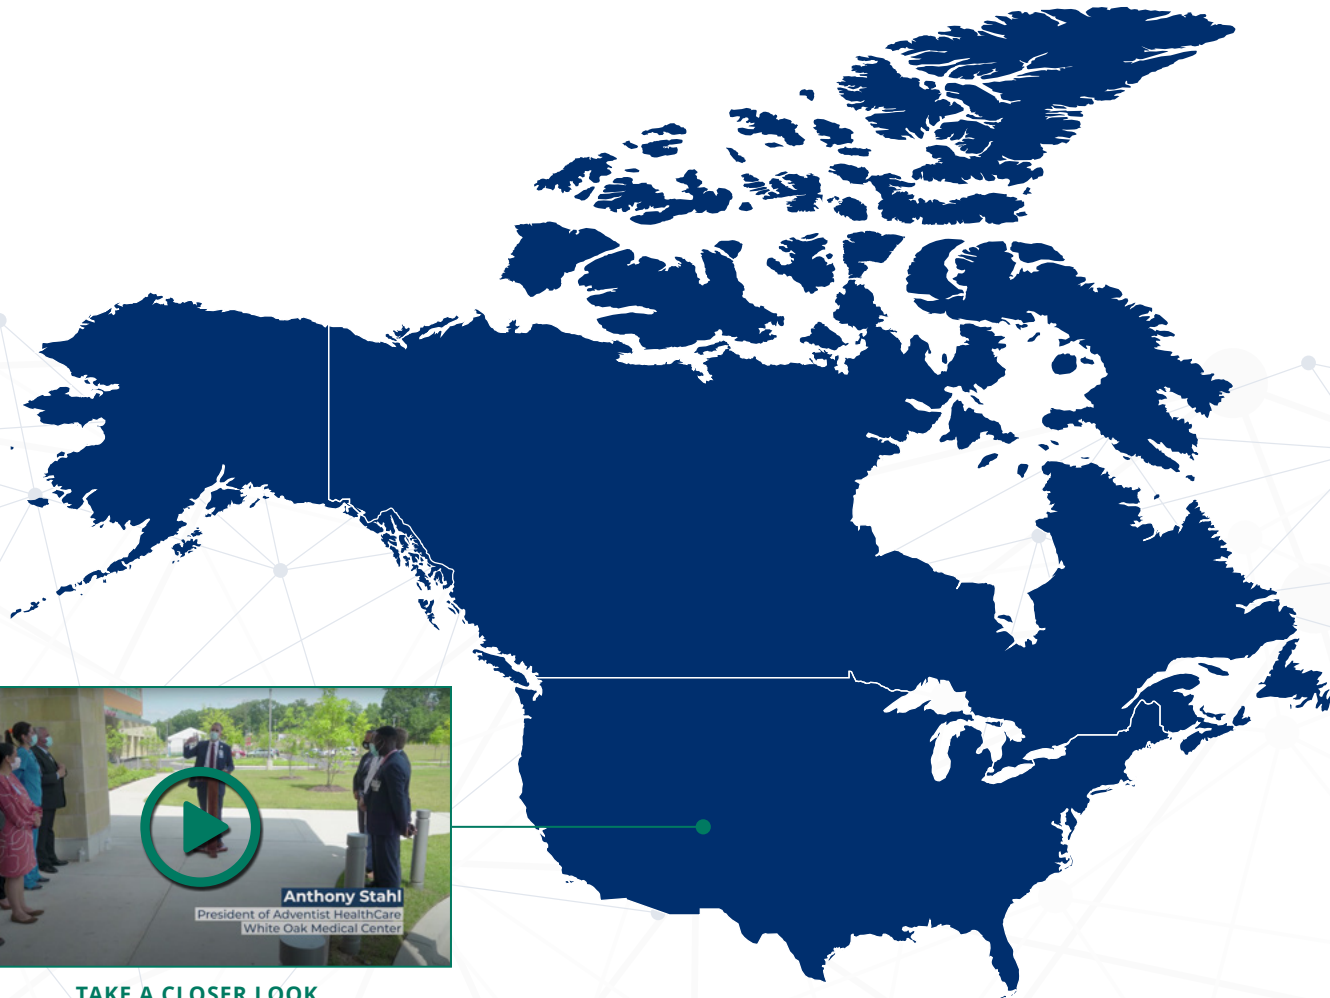 Anthony Stahl
President of Adventist HealthCare
White Oak Medical Center
TAKE A CLOSER LOOK